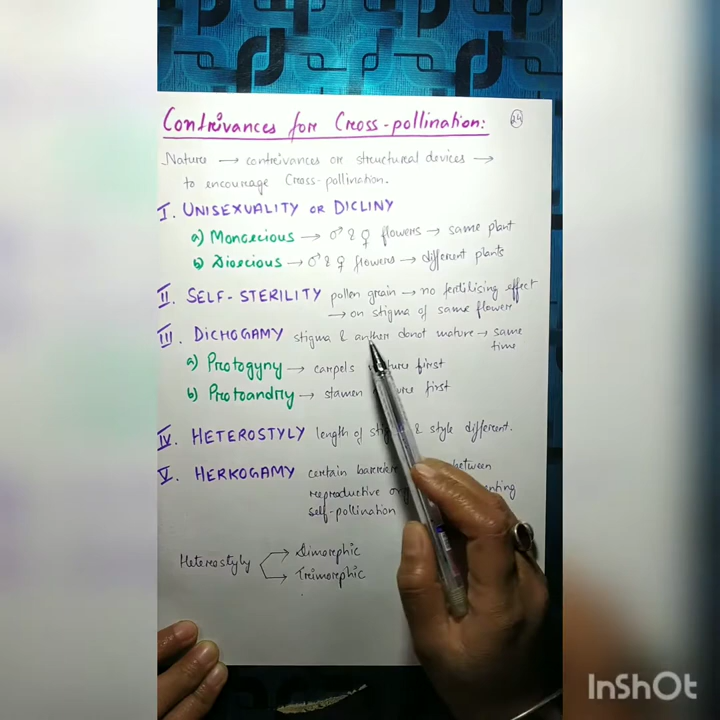 Contrivances for Cross-pollination:
24
Nature → contrivances or structural devices →
to encourage Cross-pollination.
I. UNISEXUALITY OR DICLINY
a) Monoecious → ♂ & ♀ flowers → same plant
b) Dioecious → ♂ & ♀ flowers → different plants
II. SELF-STERILITY pollen grain → no fertilising effect
→ on stigma of same flower
III. DICHOGAMY stigma & anther donot mature → same
time
a) Protogyny → carpels first
b) Protoandry → stamen first
IV. HETEROSTYLY length of & style different.
V. HERKOGAMY certain between
reproductive
self-pollination
Heterostyly
Dimorphic
Trimorphic
InShOt